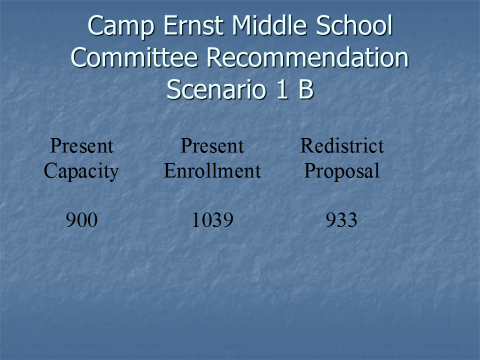 Camp Ernst Middle School
Committee Recommendation
Scenario 1 B
Present Present Redistrict
Capacity Enrollment Proposal
900 1039 933